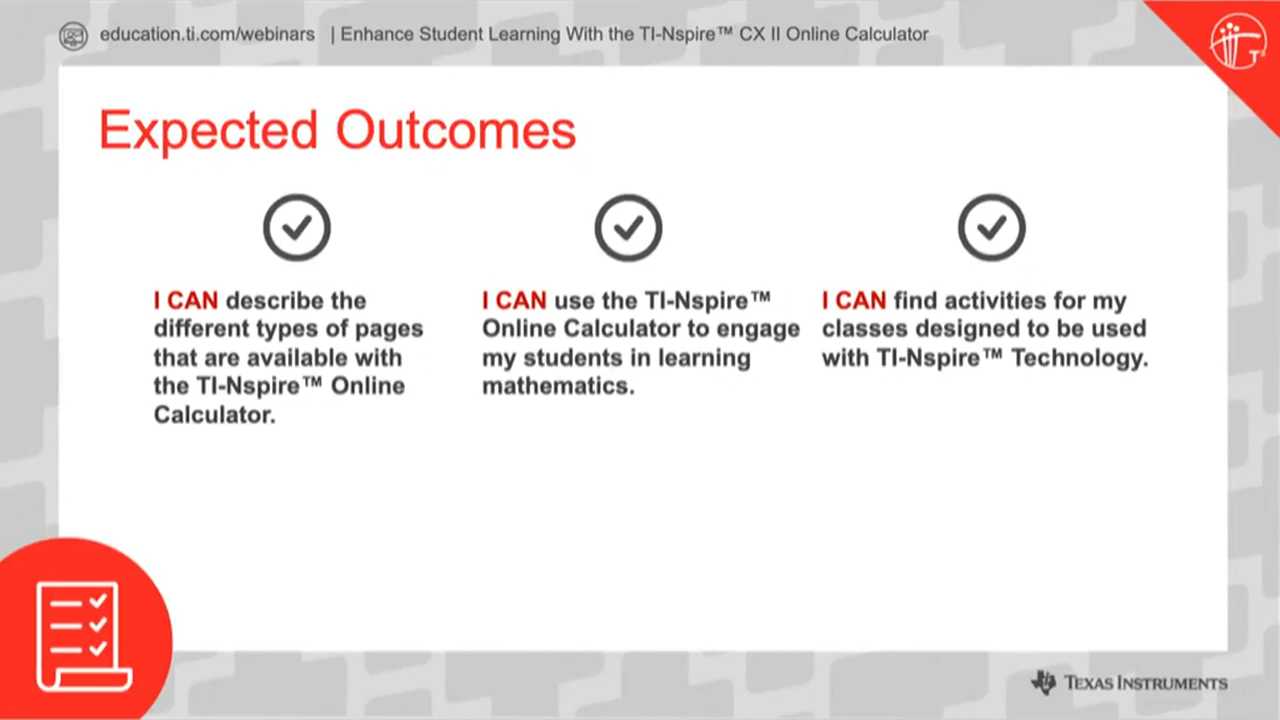 education.ti.com/webinars | Enhance Student Learning With the TI-Nspire™ CX II Online Calculator
Expected Outcomes
I CAN describe the
different types of pages
that are available with
the TI-Nspire™ Online
Calculator.
I CAN use the TI-Nspire™
Online Calculator to engage
my students in learning
mathematics.
I CAN find activities for my
classes designed to be used
with TI-Nspire™ Technology.
T³
TEXAS INSTRUMENTS